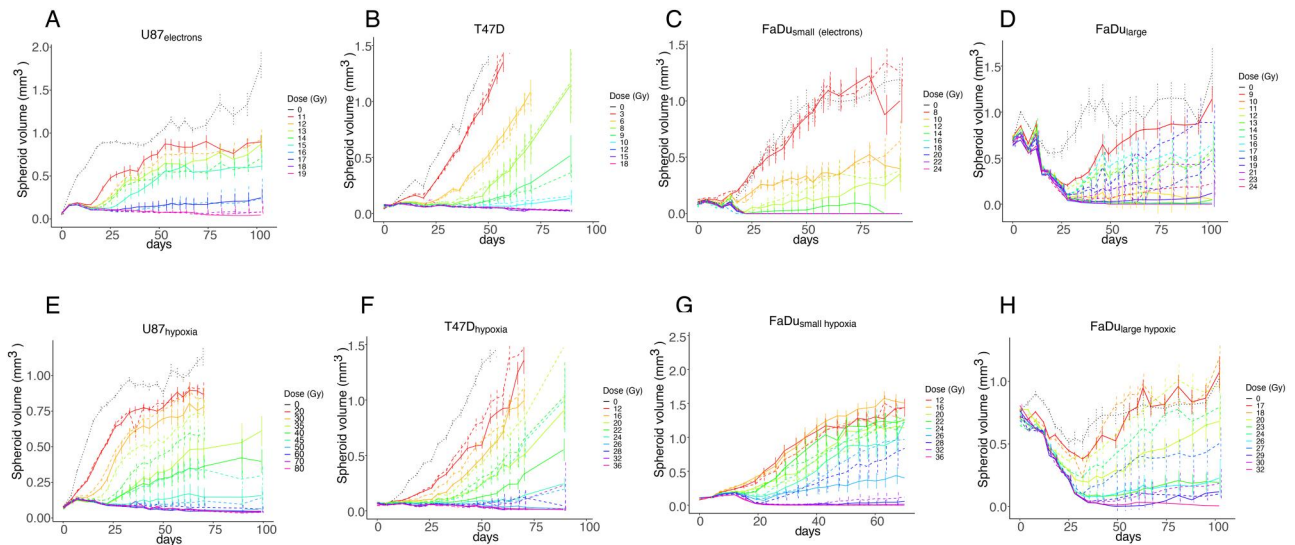 A
U87electrons
Spheroid volume (mm3)
2.0
1.5
1.0
0.5
0.0
0 25 50 75 100
days
Dose (Gy)
0
11
12
13
14
15
16
17
18
19
B
T47D
Spheroid volume (mm3)
1.5
1.0
0.5
0.0
0 25 50 75 100
days
Dose (Gy)
0
3
6
8
9
10
12
15
18
C
FaDusmall (electrons)
Spheroid volume (mm3)
1.5
1.0
0.5
0.0
0 25 50 75
days
Dose (Gy)
0
8
10
12
14
16
18
20
22
24
D
FaDularge
Spheroid volume (mm3)
1.5
1.0
0.5
0.0
0 25 50 75 100
days
Dose (Gy)
0
9
10
11
12
13
14
15
16
17
18
19
21
23
24
E
U87hypoxia
Spheroid volume (mm3)
1.00
0.75
0.50
0.25
0.00
0 25 50 75 100
days
Dose (Gy)
0
20
30
35
40
45
50
60
70
80
F
T47Dhypoxia
Spheroid volume (mm3)
1.5
1.0
0.5
0.0
0 25 50 75 100
days
Dose (Gy)
0
12
16
20
22
24
26
28
32
36
G
FaDusmall hypoxia
Spheroid volume (mm3)
2.5
2.0
1.5
1.0
0.5
0.0
0 20 40 60
days
Dose (Gy)
12
16
20
22
24
26
28
32
36
H
FaDularge hypoxic
Spheroid volume (mm3)
1.0
0.5
0.0
0 25 50 75 100
days
Dose (Gy)
0
17
18
20
23
24
26
27
29
30
32